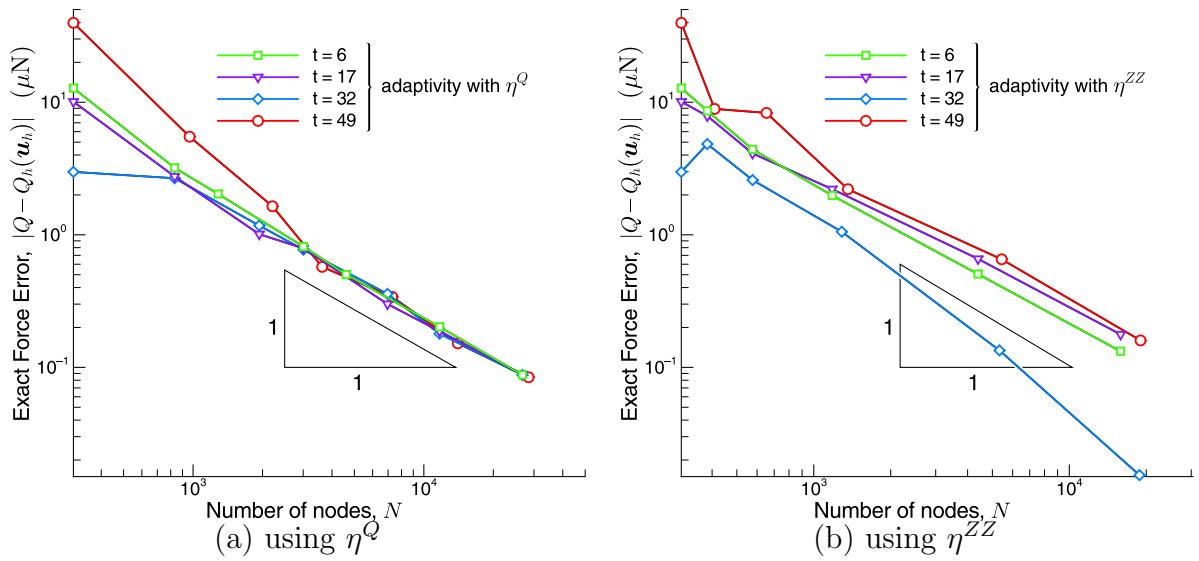 Exact Force Error, |Q − Q_h(u_h)| (μN)
10^1
10^0
10^−1
t = 6
t = 17
t = 32
t = 49
adaptivity with η^Q
1
1
10^3
10^4
Number of nodes, N
(a) using η^Q
Exact Force Error, |Q − Q_h(u_h)| (μN)
10^1
10^0
10^−1
t = 6
t = 17
t = 32
t = 49
adaptivity with η^ZZ
1
1
10^3
10^4
Number of nodes, N
(b) using η^ZZ